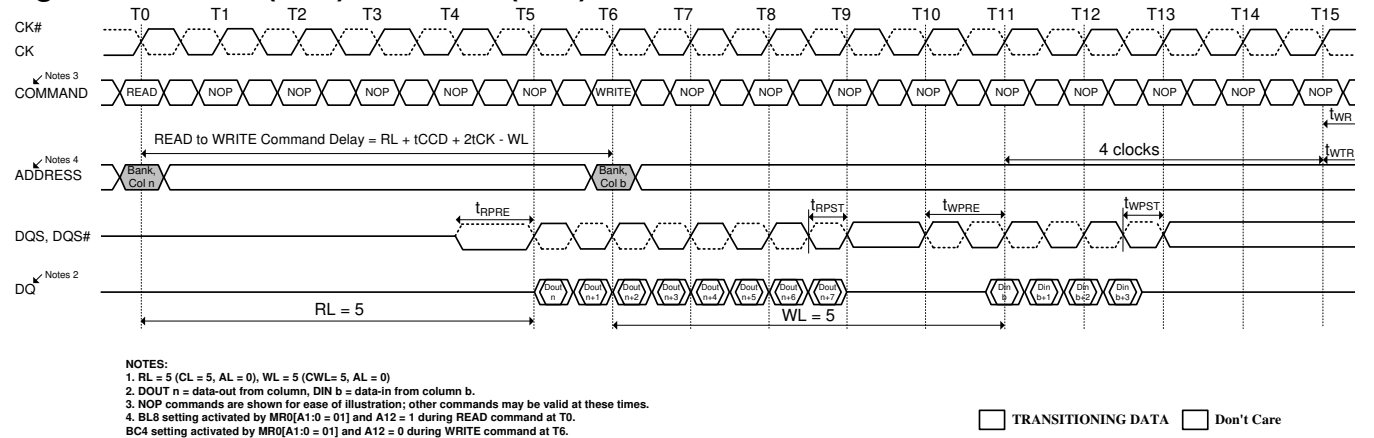 T0 T1 T2 T3 T4 T5 T6 T7 T8 T9 T10 T11 T12 T13 T14 T15
CK#
CK
Notes 3
COMMAND
READ NOP NOP NOP NOP NOP WRITE NOP NOP NOP NOP NOP NOP NOP NOP NOP
tWR
READ to WRITE Command Delay = RL + tCCD + 2tCK - WL
4 clocks
tWTR
Notes 4
ADDRESS
Bank, Col n
Bank, Col b
tRPRE
tRPST
tWPRE
tWPST
DQS, DQS#
Notes 2
DQ
Dout n
Dout n+1
Dout n+2
Dout n+3
Dout n+4
Dout n+5
Dout n+6
Dout n+7
Din b
Din b+1
Din b+2
Din b+3
RL = 5
WL = 5
NOTES:
1. RL = 5 (CL = 5, AL = 0), WL = 5 (CWL= 5, AL = 0)
2. DOUT n = data-out from column, DIN b = data-in from column b.
3. NOP commands are shown for ease of illustration; other commands may be valid at these times.
4. BL8 setting activated by MR0[A1:0 = 01] and A12 = 1 during READ command at T0.
BC4 setting activated by MR0[A1:0 = 01] and A12 = 0 during WRITE command at T6.
TRANSITIONING DATA
Don't Care